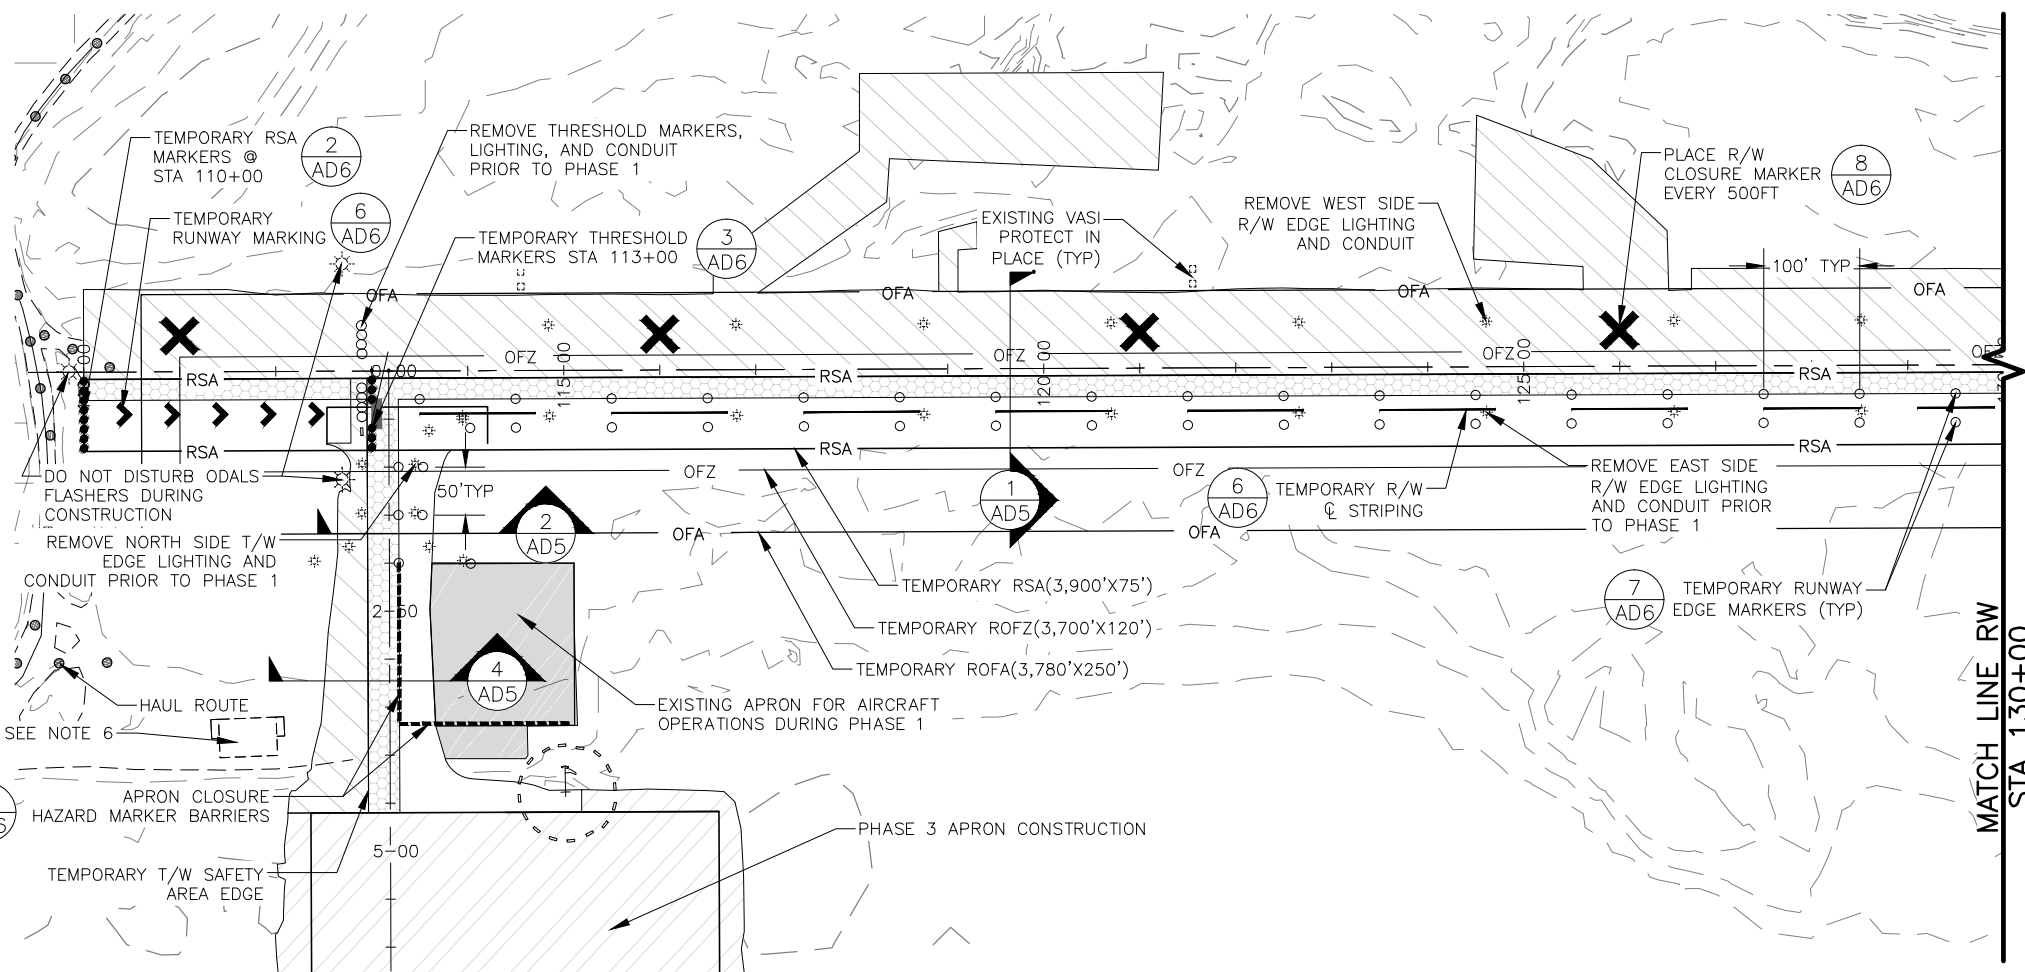 TEMPORARY RSA
MARKERS @
STA 110+00
2
AD6
REMOVE THRESHOLD MARKERS,
LIGHTING, AND CONDUIT
PRIOR TO PHASE 1
TEMPORARY
RUNWAY MARKING
6
AD6
TEMPORARY THRESHOLD
MARKERS STA 113+00
3
AD6
EXISTING VASI
PROTECT IN
PLACE (TYP)
REMOVE WEST SIDE
R/W EDGE LIGHTING
AND CONDUIT
PLACE R/W
CLOSURE MARKER
EVERY 500FT
8
AD6
100' TYP
OFA
OFA
OFA
OFA
OFZ
OFZ
OFZ
115+00
120+00
125+00
RSA
RSA
RSA
RSA
RSA
RSA
OFZ
OFZ
OFA
OFA
DO NOT DISTURB ODALS
FLASHERS DURING
CONSTRUCTION
50'TYP
REMOVE NORTH SIDE T/W
EDGE LIGHTING AND
CONDUIT PRIOR TO PHASE 1
2
AD5
1
AD5
6
AD6
TEMPORARY R/W
℄ STRIPING
REMOVE EAST SIDE
R/W EDGE LIGHTING
AND CONDUIT PRIOR
TO PHASE 1
TEMPORARY RSA(3,900'X75')
TEMPORARY ROFZ(3,700'X120')
TEMPORARY ROFA(3,780'X250')
7
AD6
TEMPORARY RUNWAY
EDGE MARKERS (TYP)
2+50
4
AD5
HAUL ROUTE
SEE NOTE 6
EXISTING APRON FOR AIRCRAFT
OPERATIONS DURING PHASE 1
APRON CLOSURE
HAZARD MARKER BARRIERS
PHASE 3 APRON CONSTRUCTION
5+00
TEMPORARY T/W SAFETY
AREA EDGE
MATCH LINE RW
STA 130+00